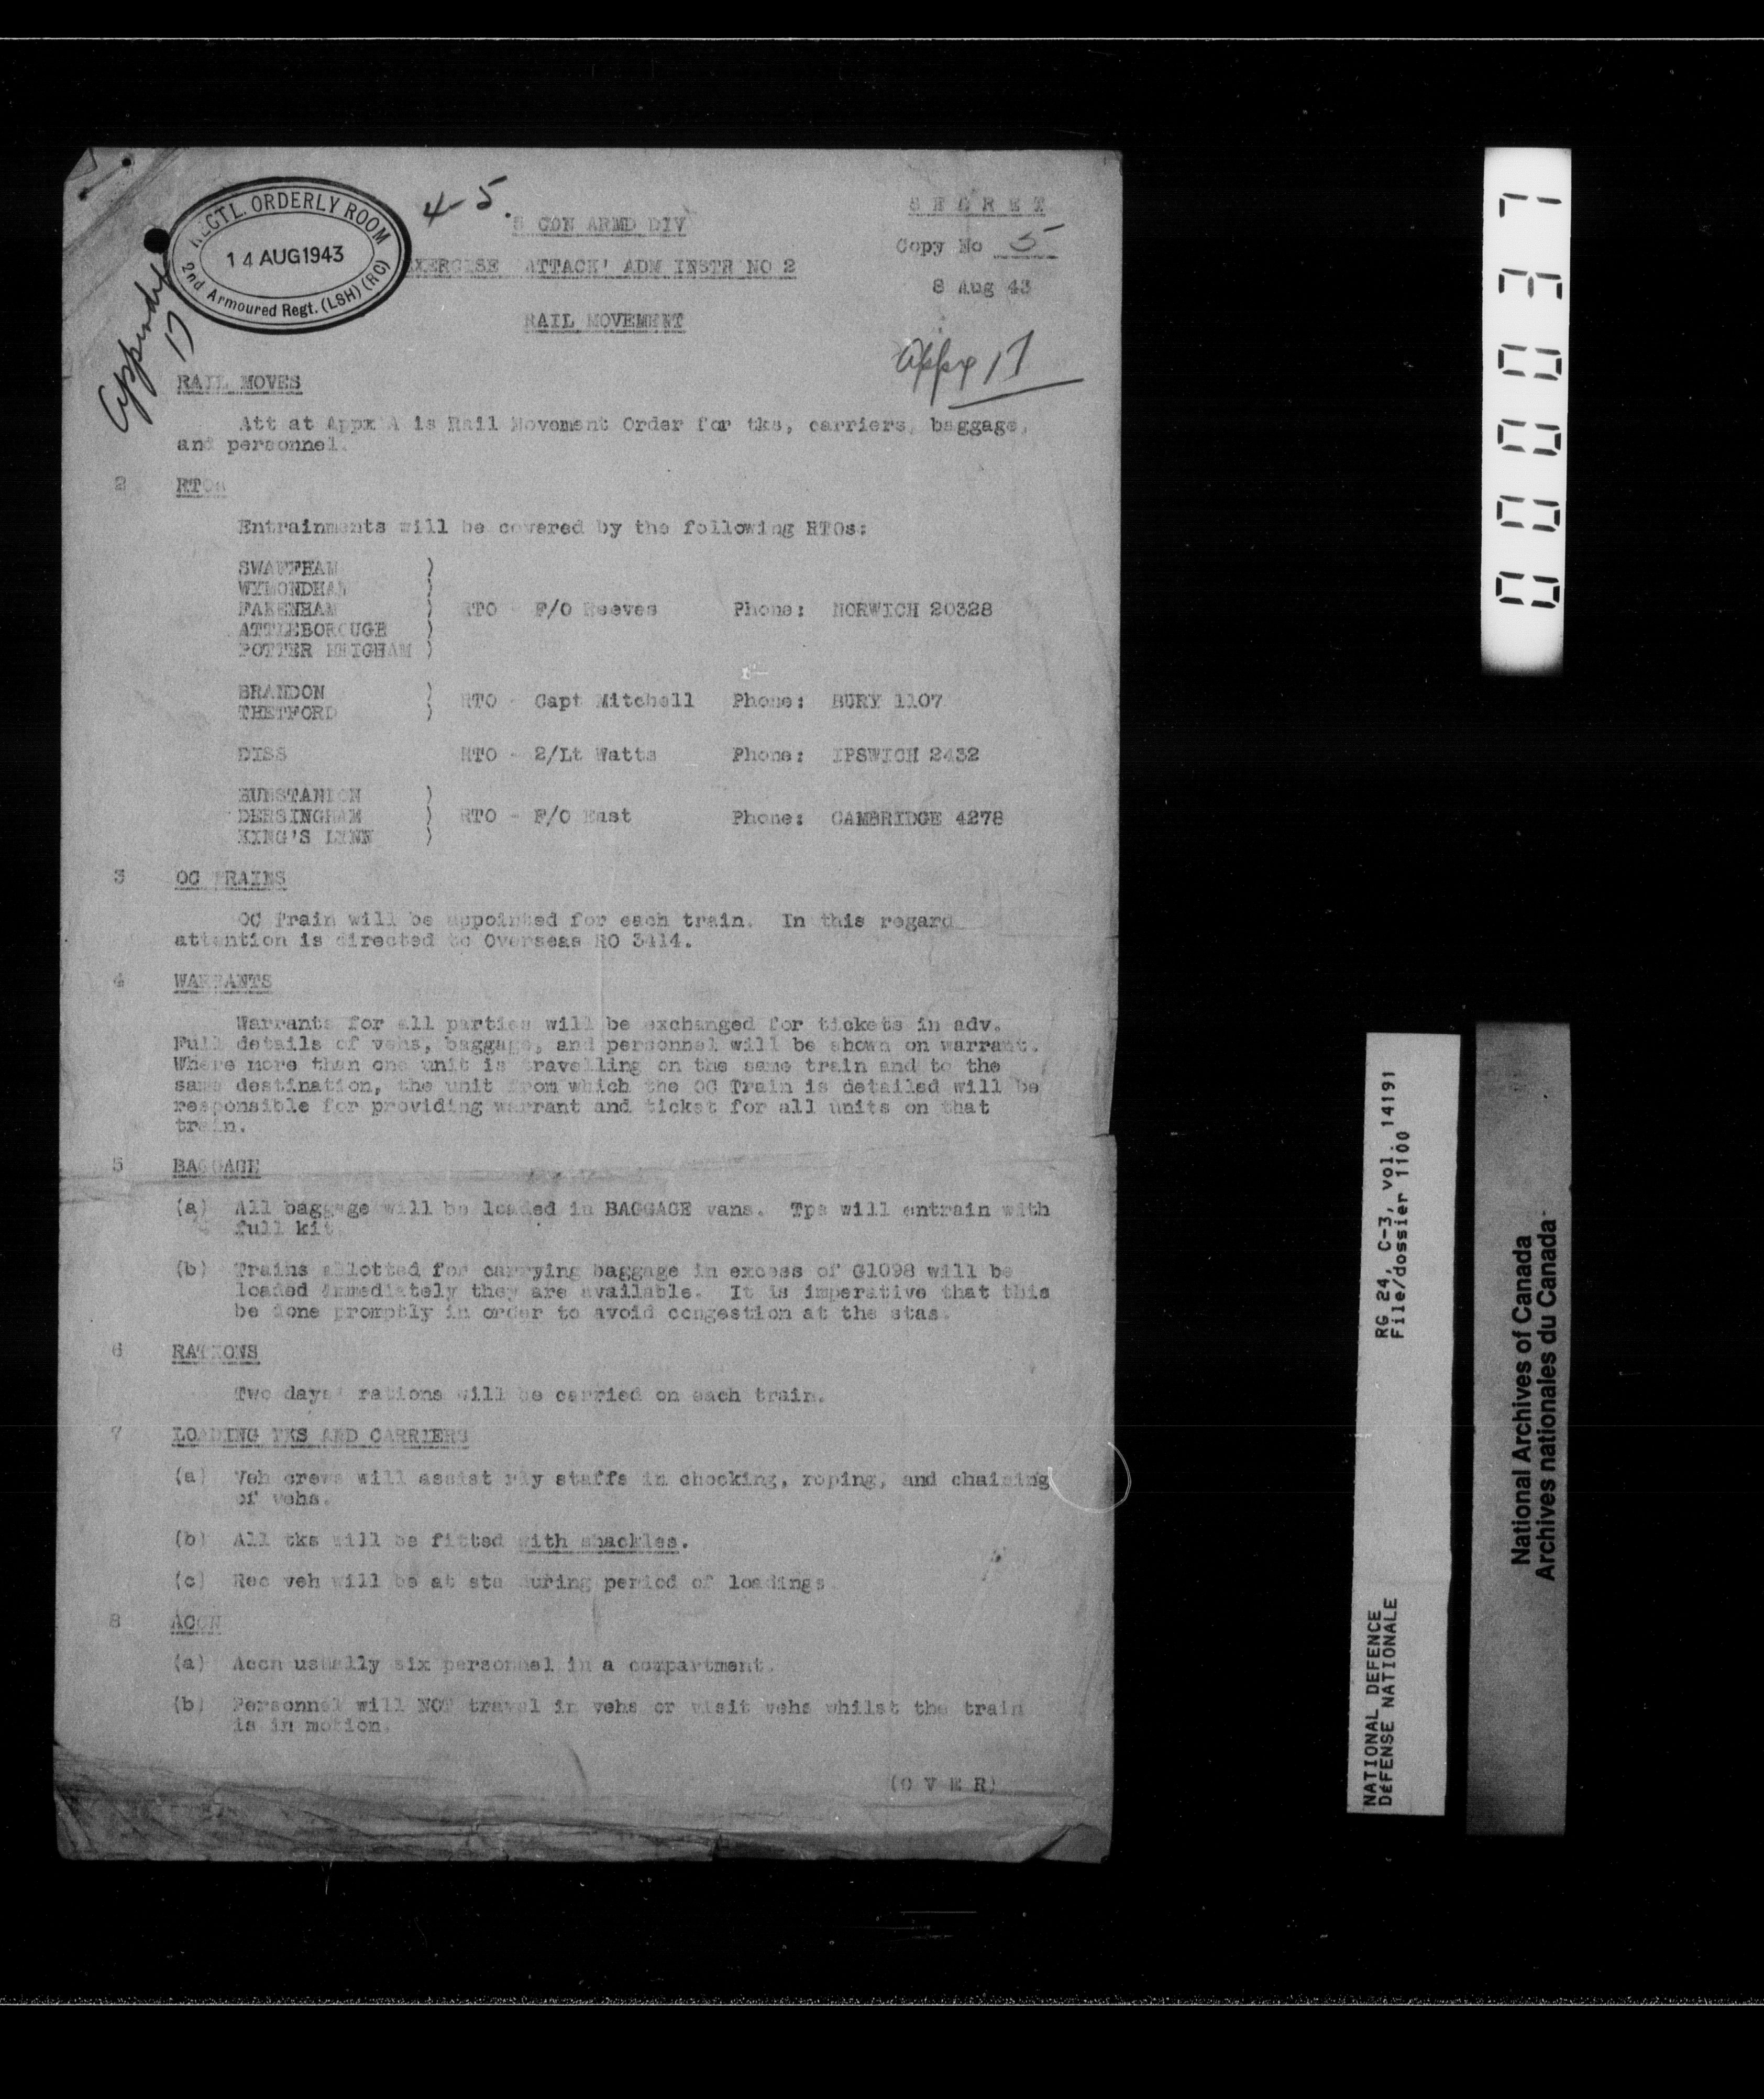 REGTL. ORDERLY ROOM
14 AUG 1943
2nd Armoured Regt. (LSH) (RC)
4-5.
Appendix
17
SECRET
Copy No 5
8 Aug 43
5 CDN ARMD DIV
EXERCISE 'ATTACK' ADM INSTR NO 2
RAIL MOVEMENT
Appx 17
RAIL MOVES
Att at Appx A is Rail Movement Order for tks, carriers, baggage,
and personnel.
2 RTOs
Entrainments will be covered by the following RTOs:
SWAFFHAM )
WYMONDHAM )
FAKENHAM ) RTO - F/O Reeves Phone: NORWICH 20328
ATTLEBOROUGH )
POTTER HEIGHAM )
BRANDON ) RTO - Capt Mitchell Phone: BURY 1107
THETFORD )
DISS RTO - 2/Lt Watts Phone: IPSWICH 2432
HUNSTANION )
DERSINGHAM ) RTO - F/O East Phone: CAMBRIDGE 4278
KING'S LYNN )
3 OC TRAINS
OC Train will be appointed for each train. In this regard
attention is directed to Overseas RO 3414.
4 WARRANTS
Warrants for all parties will be exchanged for tickets in adv.
Full details of vehs, baggage, and personnel will be shown on warrant.
Where more than one unit is travelling on the same train and to the
same destination, the unit from which the OC Train is detailed will be
responsible for providing warrant and ticket for all units on that
train.
5 BAGGAGE
(a) All baggage will be loaded in BAGGAGE vans. Tps will entrain with
full kit.
(b) Trains allotted for carrying baggage in excess of G1098 will be
loaded immediately they are available. It is imperative that this
be done promptly in order to avoid congestion at the stas.
6 RATIONS
Two days' rations will be carried on each train.
7 LOADING TKS AND CARRIERS
(a) Veh crews will assist rly staffs in chocking, roping, and chaining
of vehs.
(b) All tks will be fitted with shackles.
(c) Rec veh will be at sta during period of loadings
8 ACCN
(a) Accn usually six personnel in a compartment.
(b) Personnel will NOT travel in vehs or visit vehs whilst the train
is in motion.
(O V E R)
000037
RG 24, C-3, vol. 14191
File/dossier 1100
NATIONAL DEFENCE
DéFENSE NATIONALE
National Archives of Canada
Archives nationales du Canada